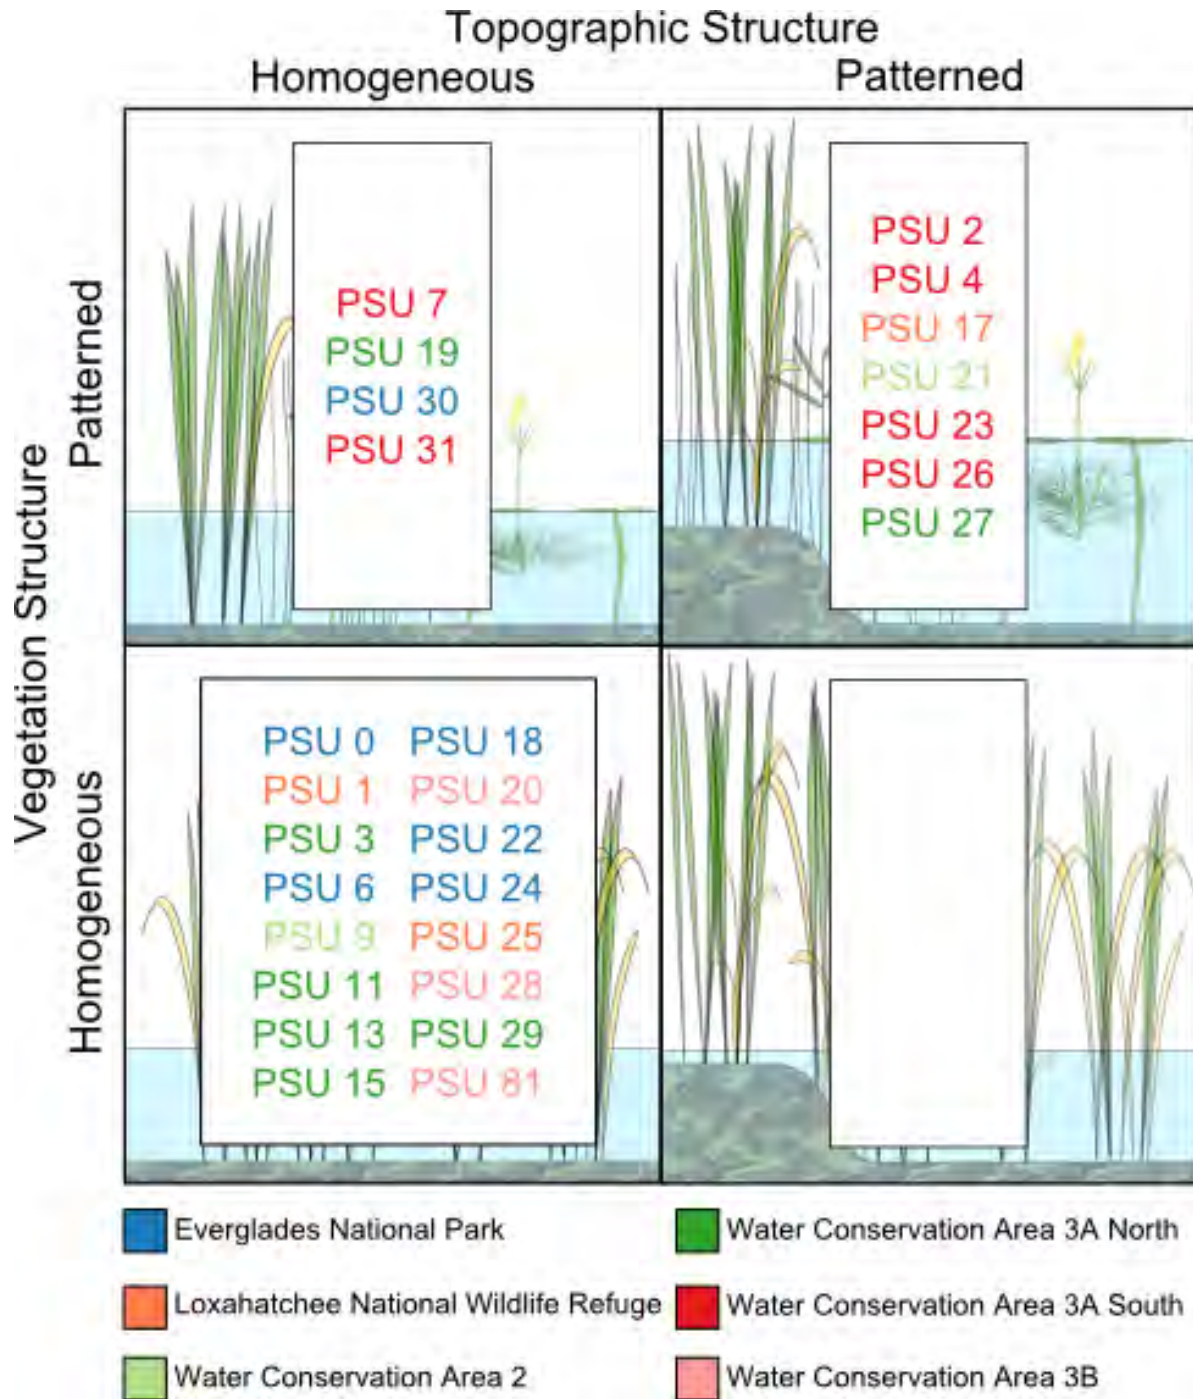 Topographic Structure
Homogeneous Patterned
Vegetation Structure
Patterned
PSU 7
PSU 19
PSU 30
PSU 31
PSU 2
PSU 4
PSU 17
PSU 21
PSU 23
PSU 26
PSU 27
Homogeneous
PSU 0 PSU 18
PSU 1 PSU 20
PSU 3 PSU 22
PSU 6 PSU 24
PSU 9 PSU 25
PSU 11 PSU 28
PSU 13 PSU 29
PSU 15 PSU 81
Everglades National Park
Water Conservation Area 3A North
Loxahatchee National Wildlife Refuge
Water Conservation Area 3A South
Water Conservation Area 2
Water Conservation Area 3B